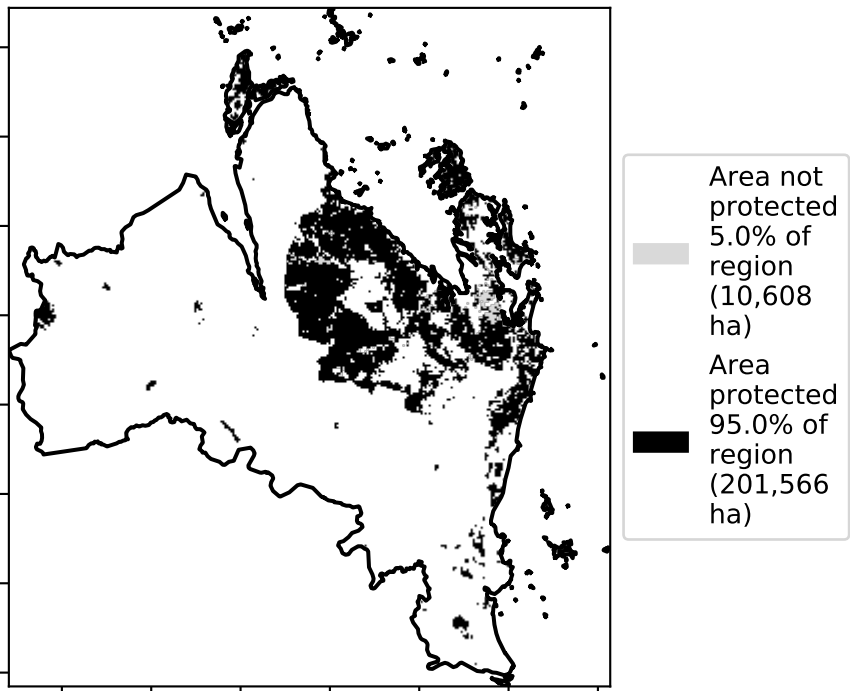 Area not
protected
5.0% of
region
(10,608
ha)
Area
protected
95.0% of
region
(201,566
ha)